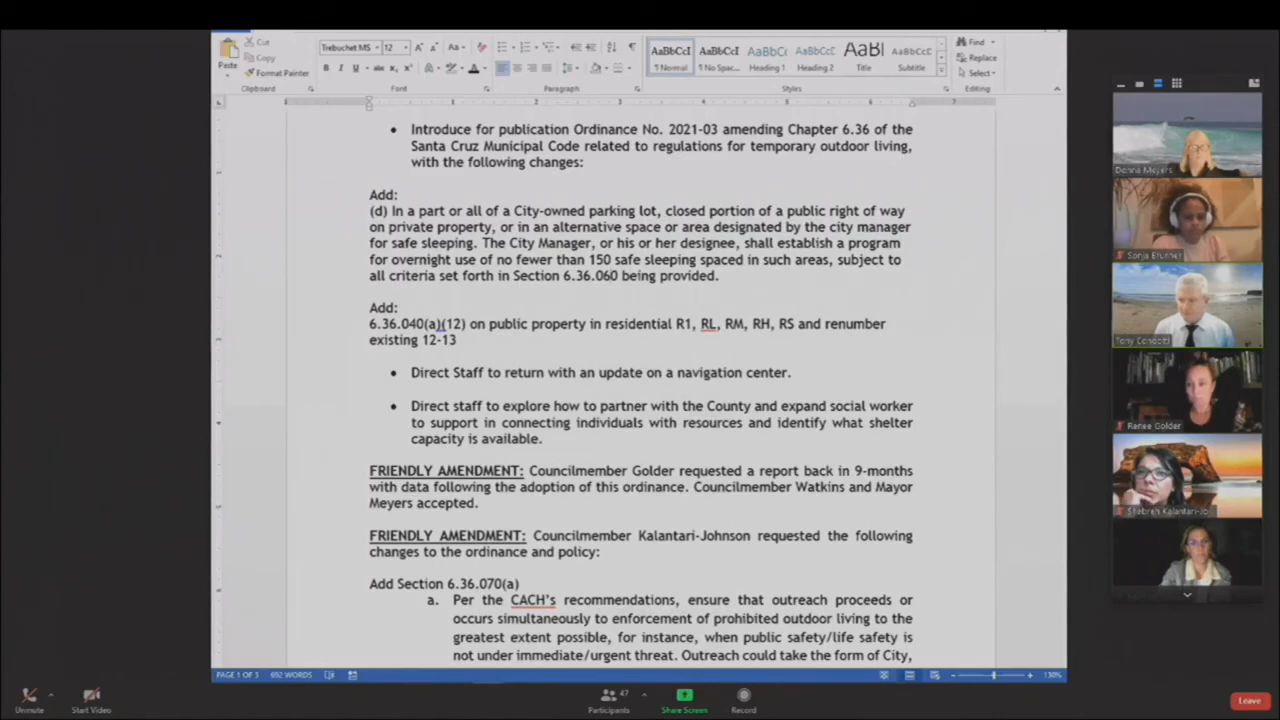 Cut
Copy
Format Painter
Paste
Clipboard
Trebuchet MS
12
Font
Paragraph
AaBbCcI AaBbCcI AaBbC AaBbCcI AaBl AaBbCcI
¶ Normal ¶ No Spac... Heading 1 Heading 2 Title Subtitle
Styles
Find
Replace
Select
Editing
• Introduce for publication Ordinance No. 2021-03 amending Chapter 6.36 of the
Santa Cruz Municipal Code related to regulations for temporary outdoor living,
with the following changes:
Add:
(d) In a part or all of a City-owned parking lot, closed portion of a public right of way
on private property, or in an alternative space or area designated by the city manager
for safe sleeping. The City Manager, or his or her designee, shall establish a program
for overnight use of no fewer than 150 safe sleeping spaced in such areas, subject to
all criteria set forth in Section 6.36.060 being provided.
Add:
6.36.040(a)(12) on public property in residential R1, RL, RM, RH, RS and renumber
existing 12-13
• Direct Staff to return with an update on a navigation center.
• Direct staff to explore how to partner with the County and expand social worker
to support in connecting individuals with resources and identify what shelter
capacity is available.
FRIENDLY AMENDMENT: Councilmember Golder requested a report back in 9-months
with data following the adoption of this ordinance. Councilmember Watkins and Mayor
Meyers accepted.
FRIENDLY AMENDMENT: Councilmember Kalantari-Johnson requested the following
changes to the ordinance and policy:
Add Section 6.36.070(a)
a. Per the CACH's recommendations, ensure that outreach proceeds or
occurs simultaneously to enforcement of prohibited outdoor living to the
greatest extent possible, for instance, when public safety/life safety is
not under immediate/urgent threat. Outreach could take the form of City,
PAGE 1 OF 3 692 WORDS
130%
Donna Meyers
Sonja Brunner
Tony Condotti
Renee Golder
Shebreh Kalantari-Jo
Unmute
Start Video
47
Participants
Share Screen
Record
Leave